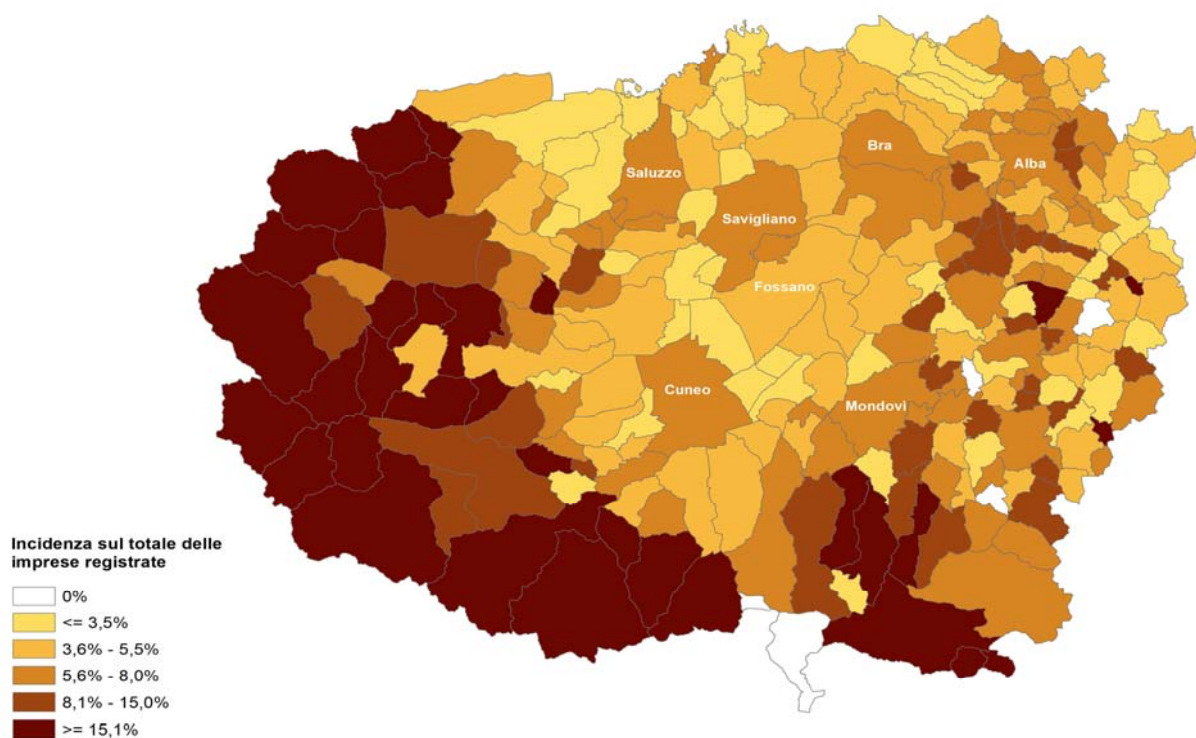 Bra
Alba
Saluzzo
Savigliano
Fossano
Cuneo
Mondovì
Incidenza sul totale delle
imprese registrate
0%
<= 3,5%
3,6% - 5,5%
5,6% - 8,0%
8,1% - 15,0%
>= 15,1%